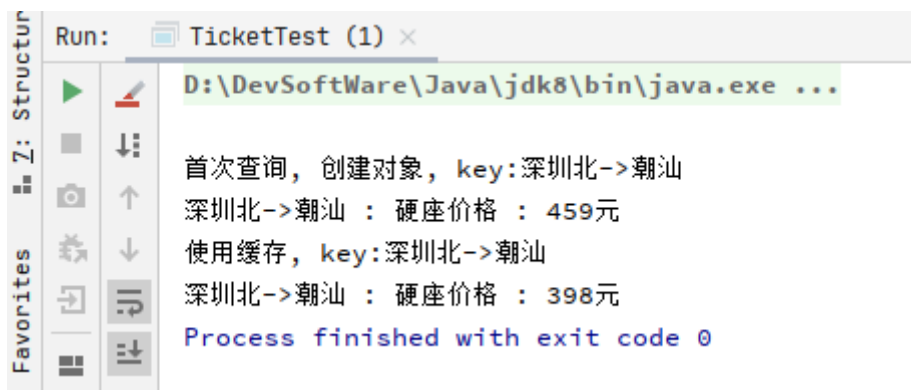 Run: TicketTest (1) ×
D:\DevSoftWare\Java\jdk8\bin\java.exe ...
首次查询, 创建对象, key:深圳北->潮汕
深圳北->潮汕 : 硬座价格 : 459元
使用缓存, key:深圳北->潮汕
深圳北->潮汕 : 硬座价格 : 398元
Process finished with exit code 0
7: Structur
Favorites